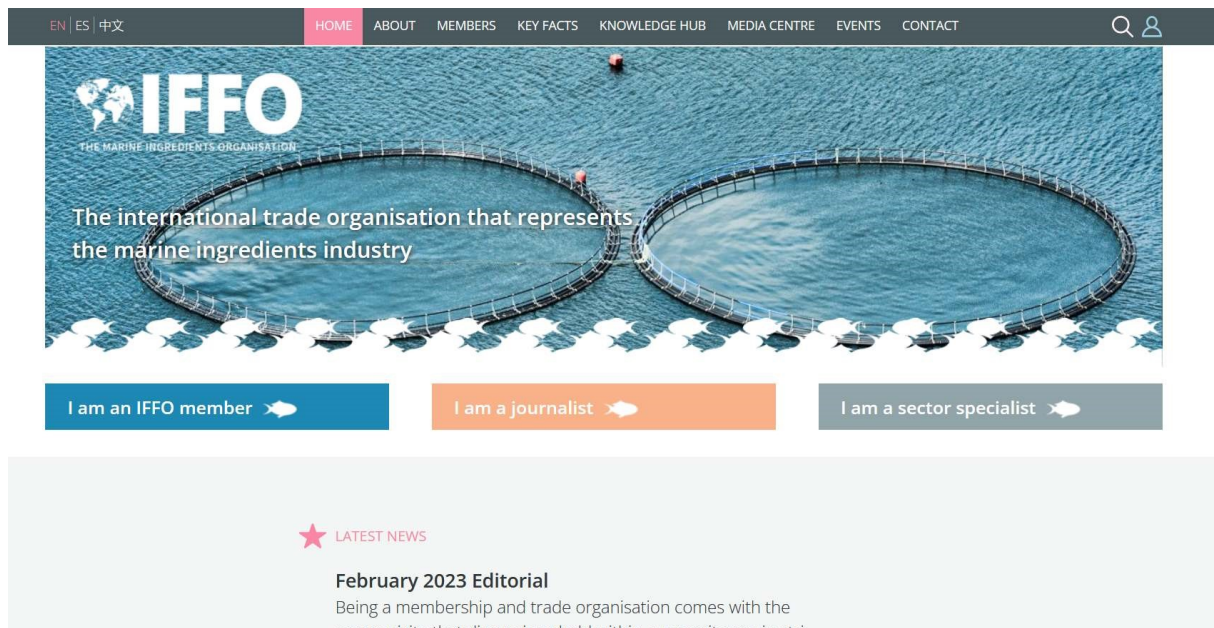 EN | ES | 中文
HOME ABOUT MEMBERS KEY FACTS KNOWLEDGE HUB MEDIA CENTRE EVENTS CONTACT
IFFO
THE MARINE INGREDIENTS ORGANISATION
The international trade organisation that represents
the marine ingredients industry
I am an IFFO member
I am a journalist
I am a sector specialist
LATEST NEWS
February 2023 Editorial
Being a membership and trade organisation comes with the